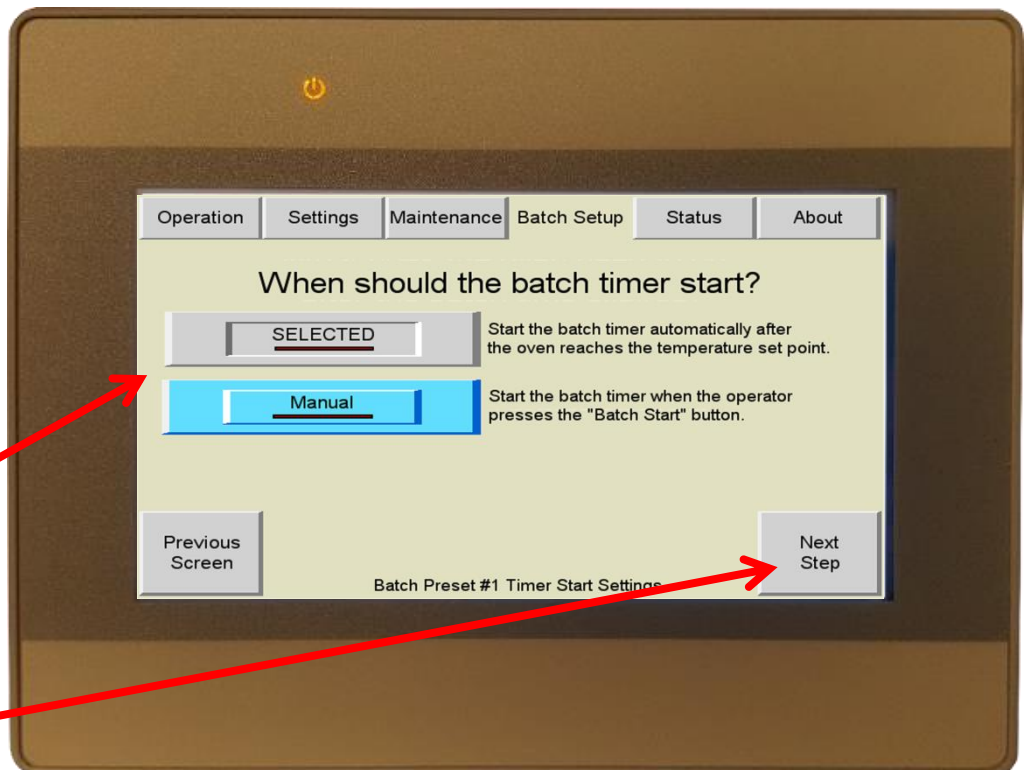 Operation Settings Maintenance Batch Setup Status About
When should the batch timer start?
SELECTED
Start the batch timer automatically after
the oven reaches the temperature set point.
Manual
Start the batch timer when the operator
presses the "Batch Start" button.
Previous
Screen
Next
Step
Batch Preset #1 Timer Start Settings